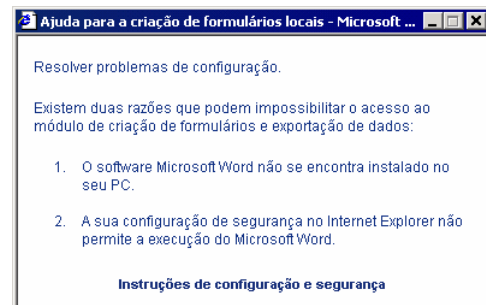 Ajuda para a criação de formulários locais - Microsoft ...
Resolver problemas de configuração.
Existem duas razões que podem impossibilitar o acesso ao
módulo de criação de formulários e exportação de dados:
1. O software Microsoft Word não se encontra instalado no
seu PC.
2. A sua configuração de segurança no Internet Explorer não
permite a execução do Microsoft Word.
Instruções de configuração e segurança